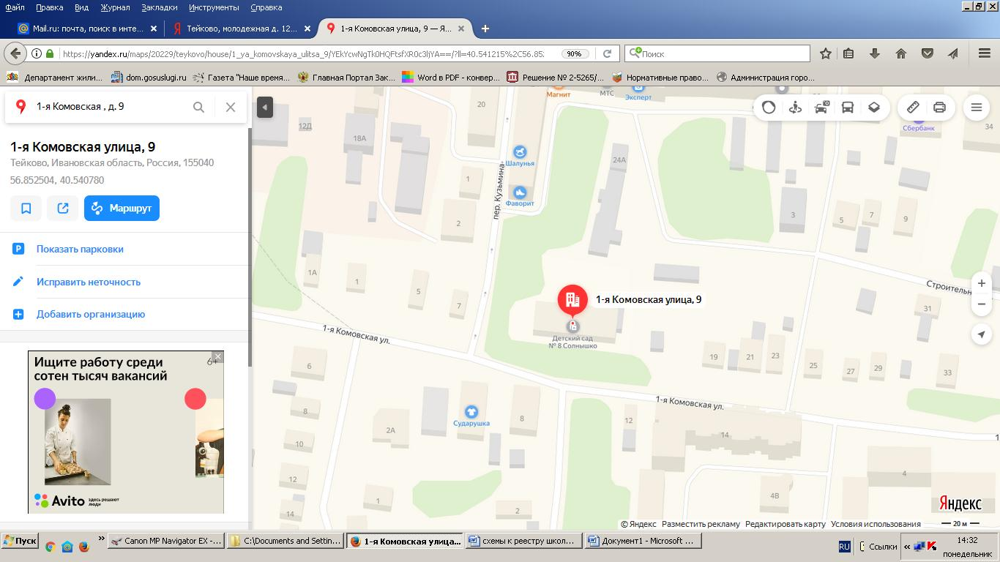 Файл Правка Вид Журнал Закладки Инструменты Справка
Mail.ru: почта, поиск в инте...
Тейково, молодежная д. 12...
1-я Комовская улица, 9 — Я...
https://yandex.ru/maps/20229/teykovo/house/1_ya_komovskaya_ulitsa_9/YEkYcwNgTk0HQFtsfXR0c3ljYA==/?ll=40.541215%2C56.85
90%
Поиск
Департамент жили...
dom.gosuslugi.ru
Газета "Наше время...
Главная Портал Зак...
Word в PDF - конвер...
Решение № 2-5265/...
Нормативные право...
Администрация горо...
1-я Комовская , д. 9
1-я Комовская улица, 9
Тейково, Ивановская область, Россия, 155040
56.852504, 40.540780
Маршрут
P Показать парковки
Исправить неточность
Добавить организацию
Ищите работу среди
сотен тысяч вакансий
6+
Avito
здесь решают
люди
Магнит
МТС
Эксперт
20
12Д
18А
Шалунья
24А
Сбербанк
34
пер. Кузьмина
1
Фаворит
2
3
5
7
9
1А
1
5
7
Строительн
1-я Комовская улица, 9
31
1-я Комовская ул.
Детский сад
№ 8 Солнышко
19
21
23
25
27
29
33
6
1-я Комовская ул.
8
Сударушка
8
12
2А
14
1
10
12
4
14
1
2
4В
Яндекс
© Яндекс Разместить рекламу Редактировать карту Условия использования
20 м
Пуск
»
Canon MP Navigator EX -...
C:\Documents and Settin...
1-я Комовская улица...
схемы к реестру школ...
Документ1 - Microsoft ...
RU
Ссылки
«
14:32
понедельник